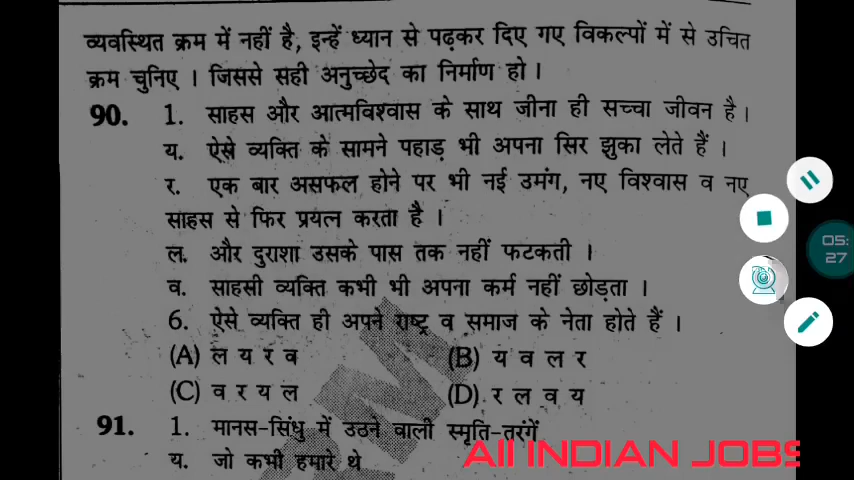 व्यवस्थित क्रम में नहीं है, इन्हें ध्यान से पढ़कर दिए गए विकल्पों में से उचित
क्रम चुनिए । जिससे सही अनुच्छेद का निर्माण हो ।
90. 1. साहस और आत्मविश्वास के साथ जीना ही सच्चा जीवन है ।
य. ऐसे व्यक्ति के सामने पहाड़ भी अपना सिर झुका लेते हैं ।
र. एक बार असफल होने पर भी नई उमंग, नए विश्वास व नए
साहस से फिर प्रयत्न करता है ।
ल. और दुराशा उसके पास तक नहीं फटकती ।
व. साहसी व्यक्ति कभी भी अपना कर्म नहीं छोड़ता ।
6. ऐसे व्यक्ति ही अपने राष्ट्र व समाज के नेता होते हैं ।
(A) ल य र व (B) य व ल र
(C) व र य ल (D) र ल व य
91. 1. मानस-सिंधु में उठने वाली स्मृति-तरंगें
य. जो कभी हमारे थे
All INDIAN JOBS
05:
27